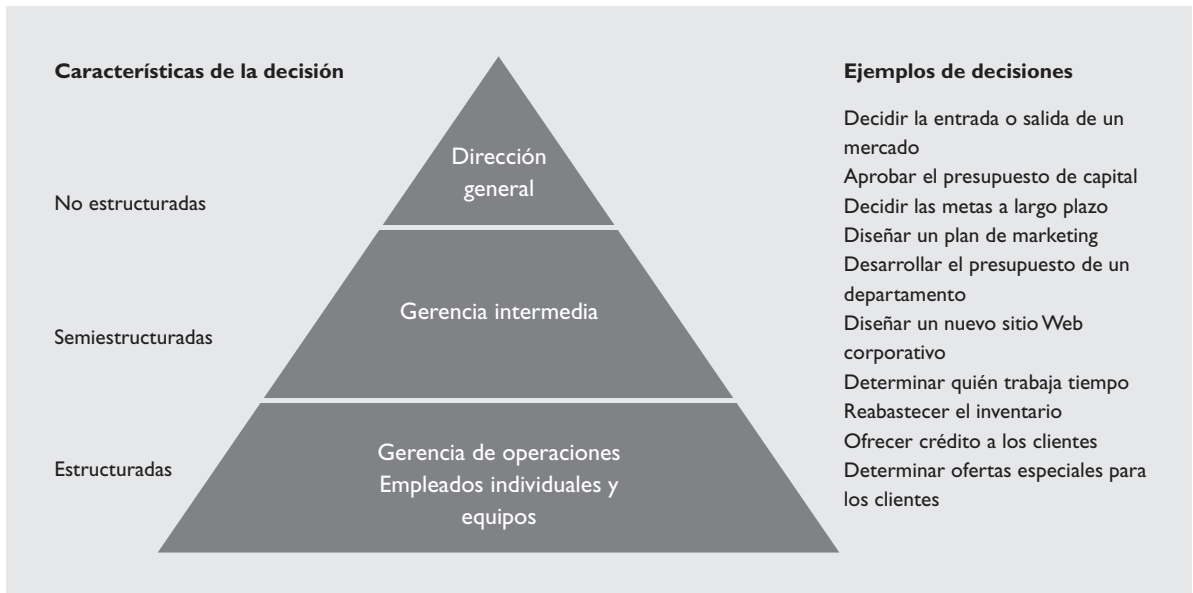 Características de la decisión
No estructuradas
Semiestructuradas
Estructuradas
Dirección
general
Gerencia intermedia
Gerencia de operaciones
Empleados individuales y
equipos
Ejemplos de decisiones
Decidir la entrada o salida de un
mercado
Aprobar el presupuesto de capital
Decidir las metas a largo plazo
Diseñar un plan de marketing
Desarrollar el presupuesto de un
departamento
Diseñar un nuevo sitio Web
corporativo
Determinar quién trabaja tiempo
Reabastecer el inventario
Ofrecer crédito a los clientes
Determinar ofertas especiales para
los clientes